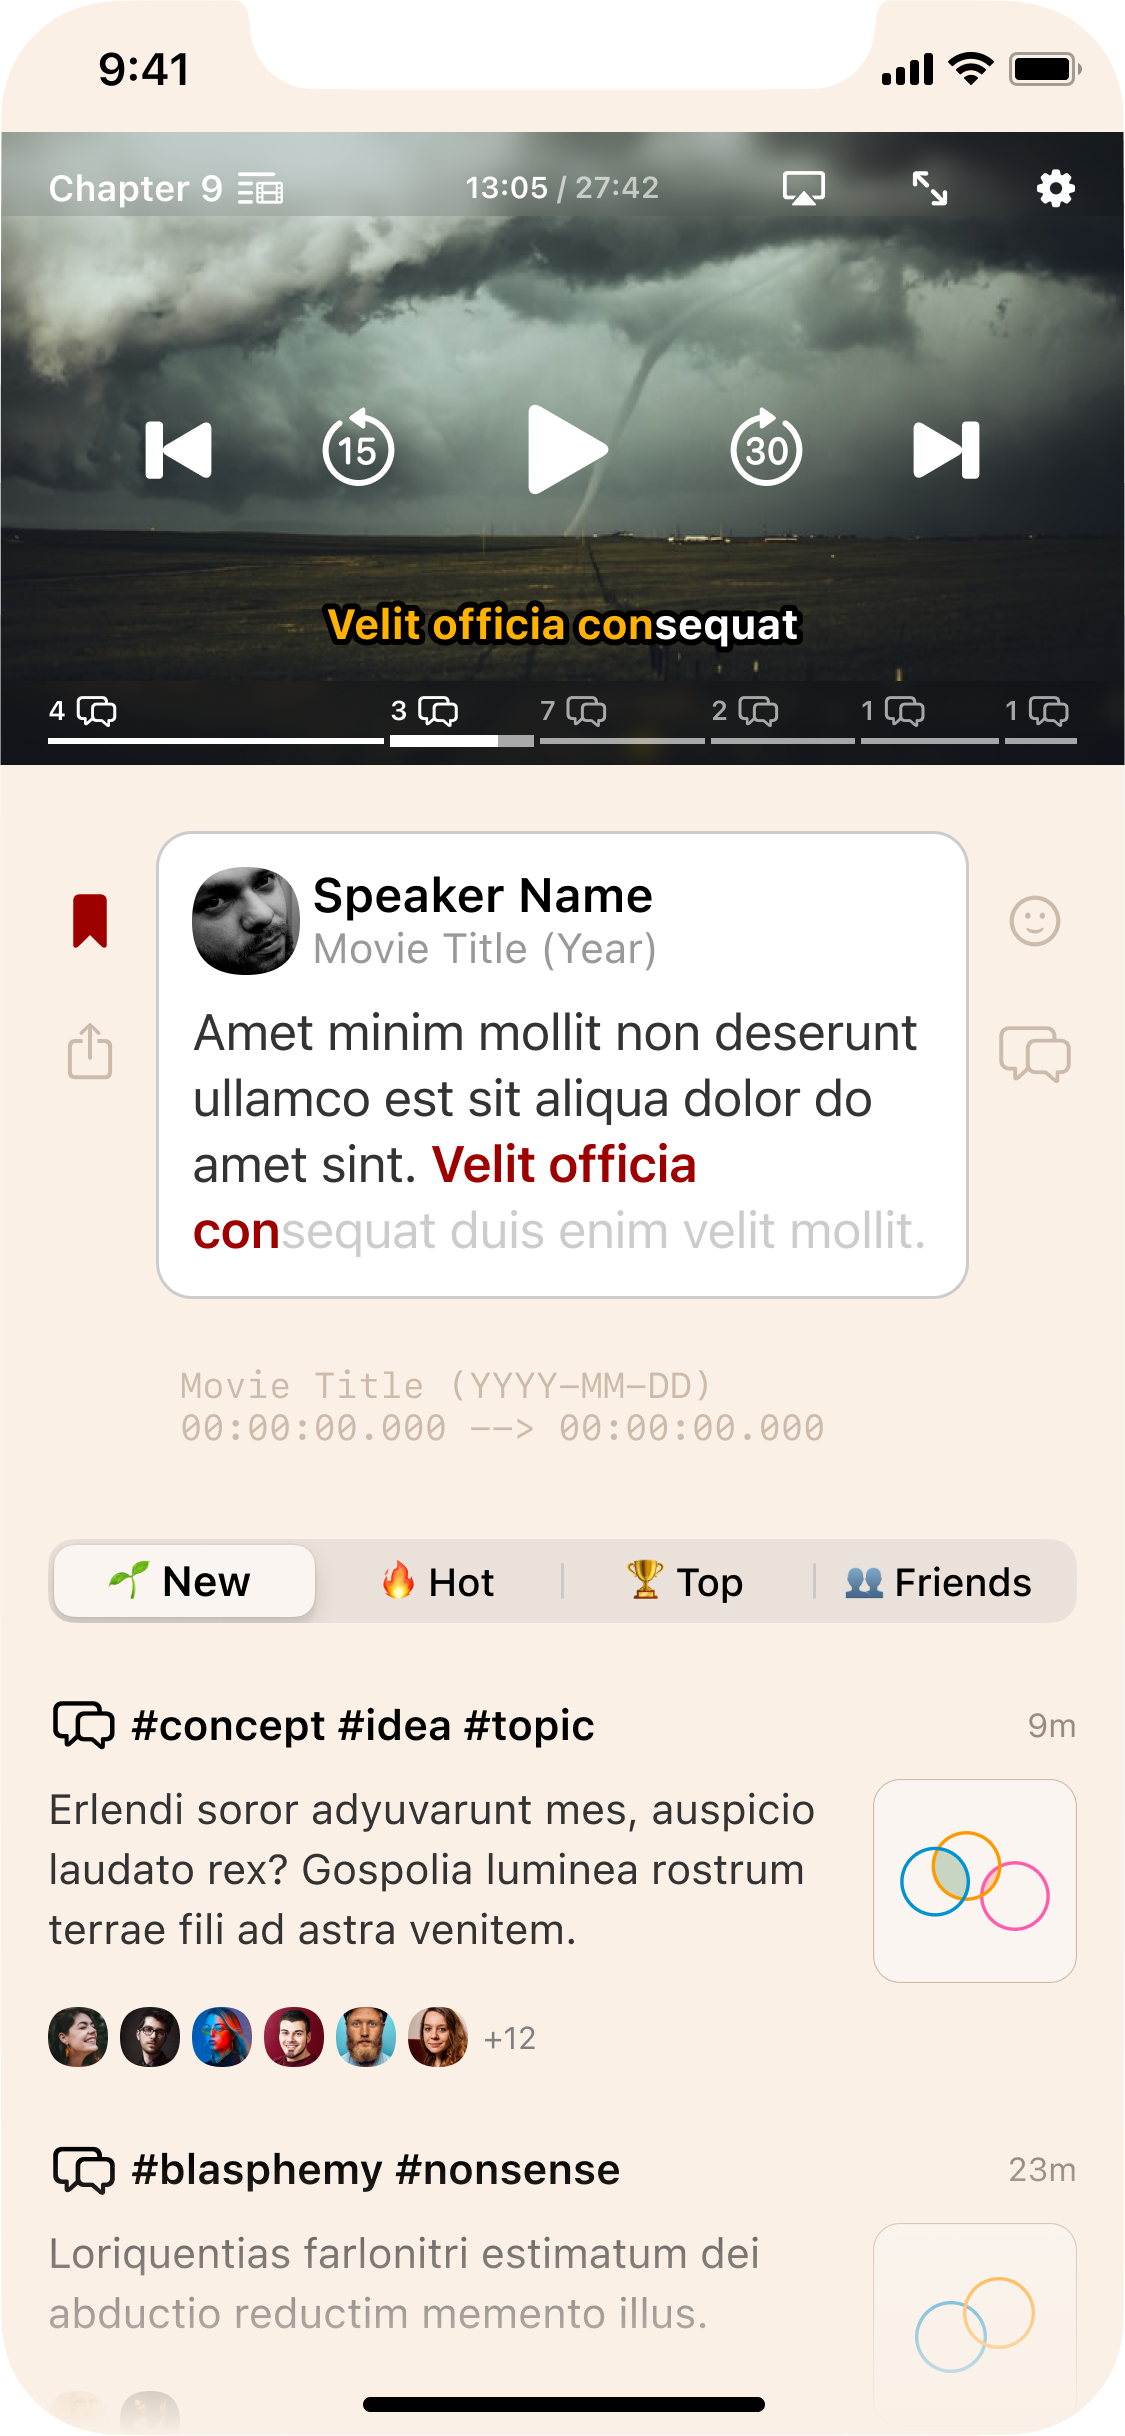 9:41
Chapter 9
13:05 / 27:42
15
30
Velit officia consequat
4
3
7
2
1
1
Speaker Name
Movie Title (Year)
Amet minim mollit non deserunt
ullamco est sit aliqua dolor do
amet sint. Velit officia
consequat duis enim velit mollit.
Movie Title (YYYY-MM-DD)
00:00:00.000 --> 00:00:00.000
New
Hot
Top
Friends
#concept #idea #topic
9m
Erlendi soror adyuvarunt mes, auspicio
laudato rex? Gospolia luminea rostrum
terrae fili ad astra venitem.
+12
#blasphemy #nonsense
23m
Loriquentias farlonitri estimatum dei
abductio reductim memento illus.